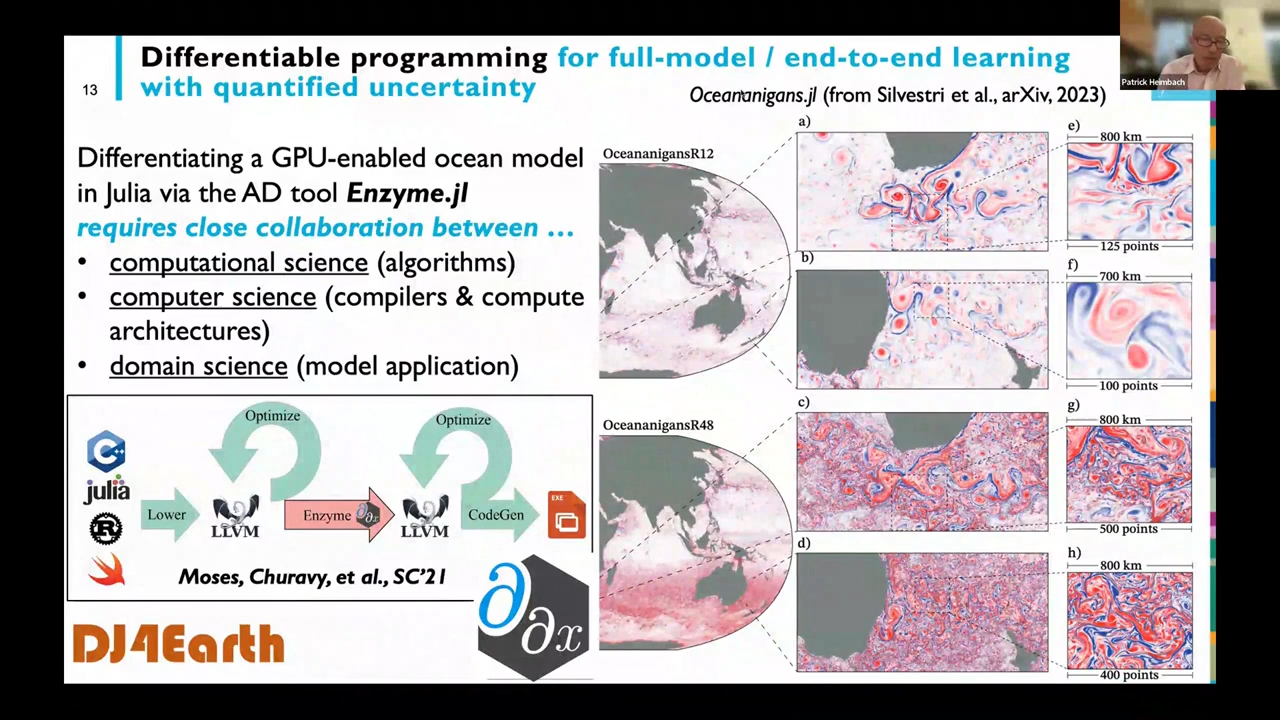 Patrick Heimbach
13
Differentiable programming for full-model / end-to-end learning
with quantified uncertainty
Oceananigans.jl (from Silvestri et al., arXiv, 2023)
Differentiating a GPU-enabled ocean model
in Julia via the AD tool Enzyme.jl
requires close collaboration between …
• computational science (algorithms)
• computer science (compilers & compute
architectures)
• domain science (model application)
Optimize
Optimize
C++
julia
R
Lower
LLVM
Enzyme ∂/∂x
LLVM
CodeGen
EXE
Moses, Churavy, et al., SC'21
DJ4Earth
∂
∂x
OceananigansR12
OceananigansR48
a)
b)
c)
d)
e)
800 km
125 points
f)
700 km
100 points
g)
800 km
500 points
h)
800 km
400 points